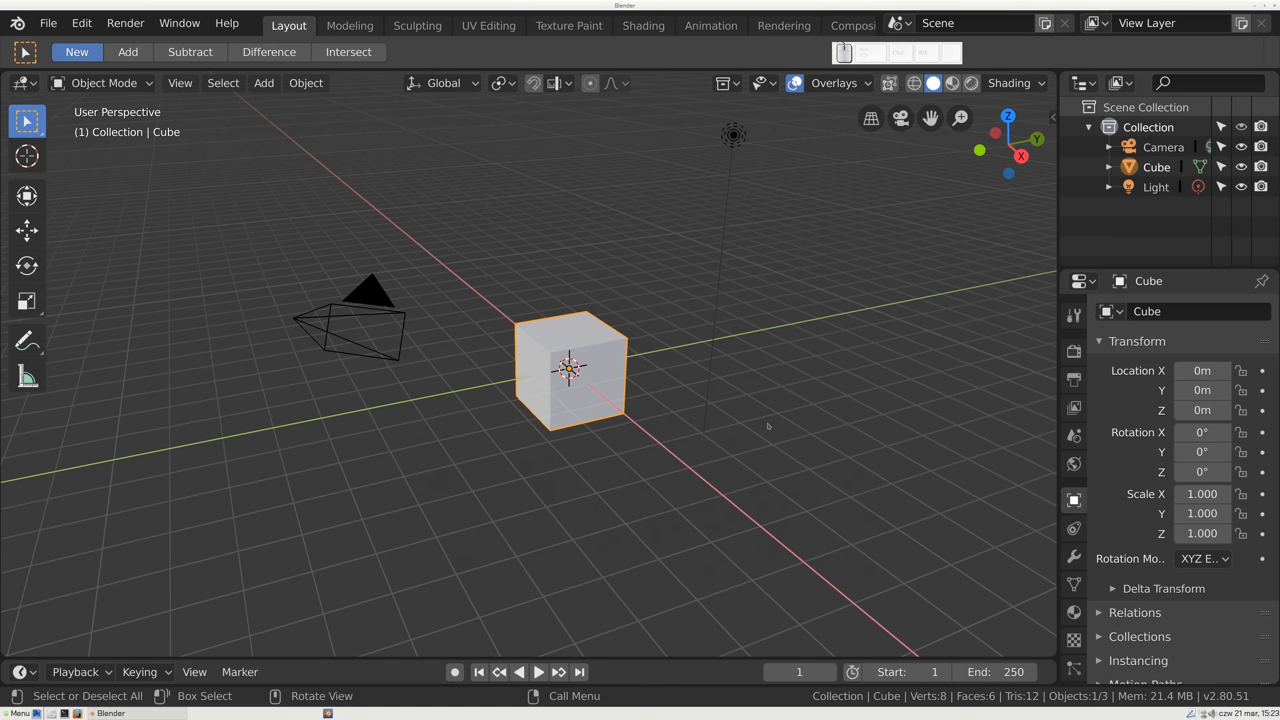 Blender
File Edit Render Window Help Layout Modeling Sculpting UV Editing Texture Paint Shading Animation Rendering Composi Scene View Layer
New Add Subtract Difference Intersect
Object Mode View Select Add Object Global Overlays Shading
User Perspective
(1) Collection | Cube
Z
Y
X
Scene Collection
Collection
Camera
Cube
Light
Cube
Cube
Transform
Location X 0m
Y 0m
Z 0m
Rotation X 0°
Y 0°
Z 0°
Scale X 1.000
Y 1.000
Z 1.000
Rotation Mo.. XYZ E..
Delta Transform
Relations
Collections
Instancing
Playback Keying View Marker 1 Start: 1 End: 250
Select or Deselect All Box Select Rotate View Call Menu Collection | Cube | Verts:8 | Faces:6 | Tris:12 | Objects:1/3 | Mem: 21.4 MB | v2.80.51
Menu Blender czw 21 mar, 15:23